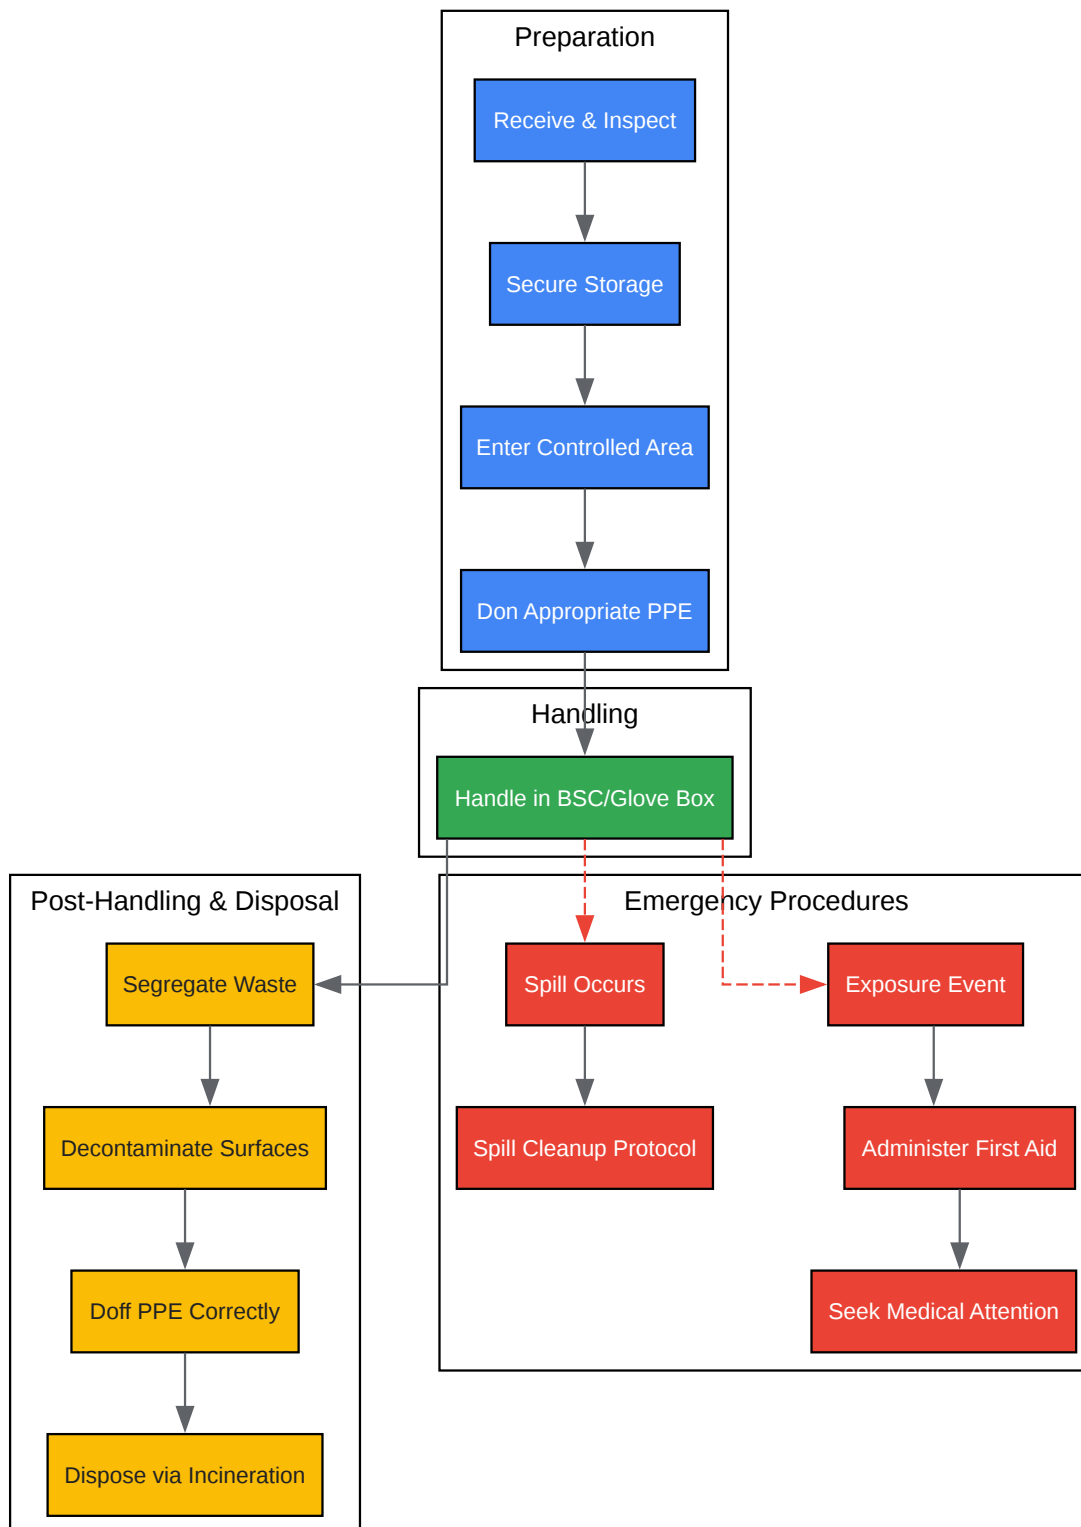 Preparation
Receive & Inspect
Secure Storage
Enter Controlled Area
Don Appropriate PPE
Handling
Handle in BSC/Glove Box
Post-Handling & Disposal
Segregate Waste
Decontaminate Surfaces
Doff PPE Correctly
Dispose via Incineration
Emergency Procedures
Spill Occurs
Spill Cleanup Protocol
Exposure Event
Administer First Aid
Seek Medical Attention